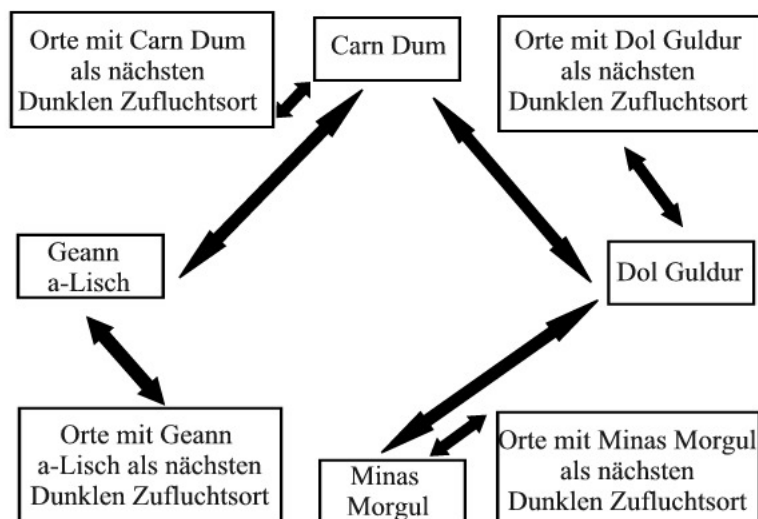 Orte mit Carn Dum
als nächsten
Dunklen Zufluchtsort
Carn Dum
Orte mit Dol Guldur
als nächsten
Dunklen Zufluchtsort
Geann
a-Lisch
Dol Guldur
Orte mit Geann
a-Lisch als nächsten
Dunklen Zufluchtsort
Minas
Morgul
Orte mit Minas Morgul
als nächsten
Dunklen Zufluchtsort